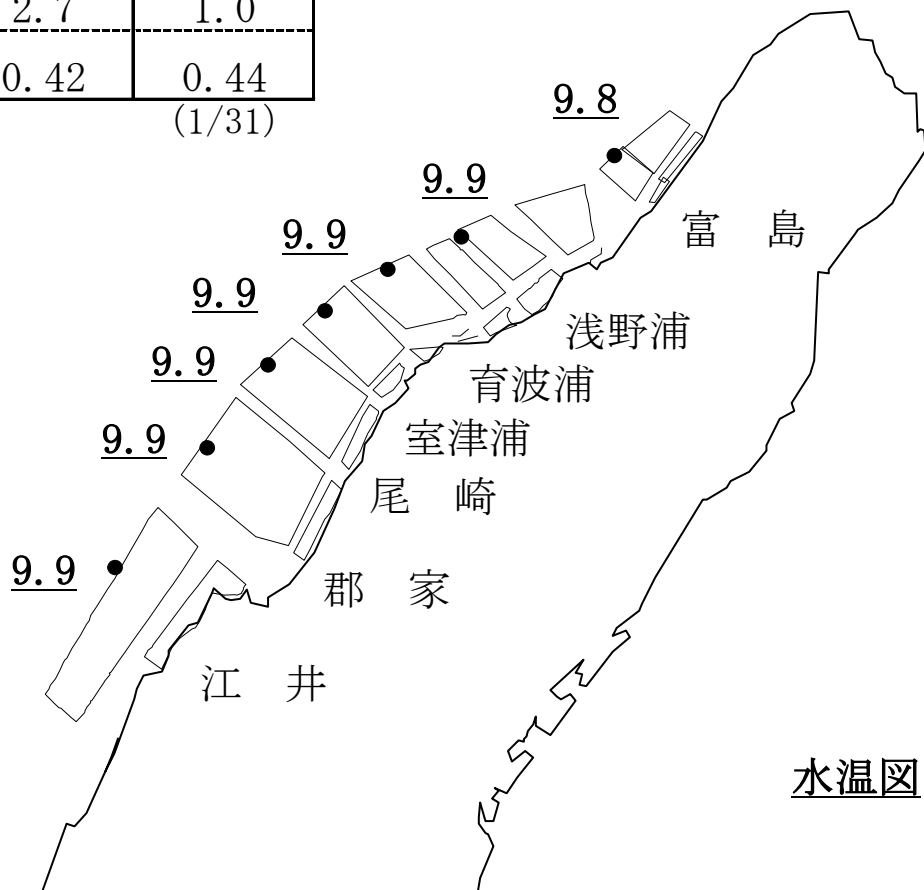 2.7 1.0
0.42 0.44
(1/31)
9.8
9.9
富 島
9.9
9.9
浅野浦
9.9
育波浦
9.9
室津浦
尾 崎
9.9
郡 家
江 井
水温図